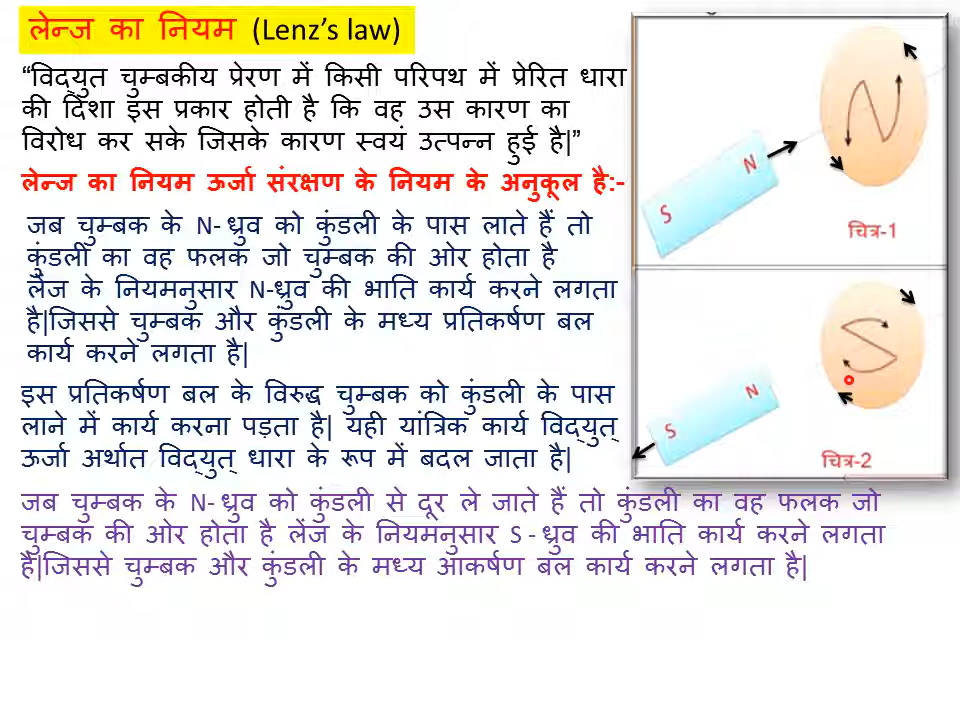 लेन्ज का नियम (Lenz’s law)
“विद्युत चुम्बकीय प्रेरण में किसी परिपथ में प्रेरित धारा
की दिशा इस प्रकार होती है कि वह उस कारण का
विरोध कर सके जिसके कारण स्वयं उत्पन्न हुई है|”
लेन्ज का नियम ऊर्जा संरक्षण के नियम के अनुकूल है:-
जब चुम्बक के N- ध्रुव को कुंडली के पास लाते हैं तो
कुंडली का वह फलक जो चुम्बक की ओर होता है
लेंज के नियमनुसार N-ध्रुव की भाति कार्य करने लगता
है|जिससे चुम्बक और कुंडली के मध्य प्रतिकर्षण बल
कार्य करने लगता है|
इस प्रतिकर्षण बल के विरुद्ध चुम्बक को कुंडली के पास
लाने में कार्य करना पड़ता है| यही यांत्रिक कार्य विद्युत्
ऊर्जा अर्थात विद्युत् धारा के रूप में बदल जाता है|
जब चुम्बक के N- ध्रुव को कुंडली से दूर ले जाते हैं तो कुंडली का वह फलक जो
चुम्बक की ओर होता है लेंज के नियमनुसार S - ध्रुव की भाति कार्य करने लगता
है|जिससे चुम्बक और कुंडली के मध्य आकर्षण बल कार्य करने लगता है|
N
N
S
चित्र-1
S
N
S
चित्र-2